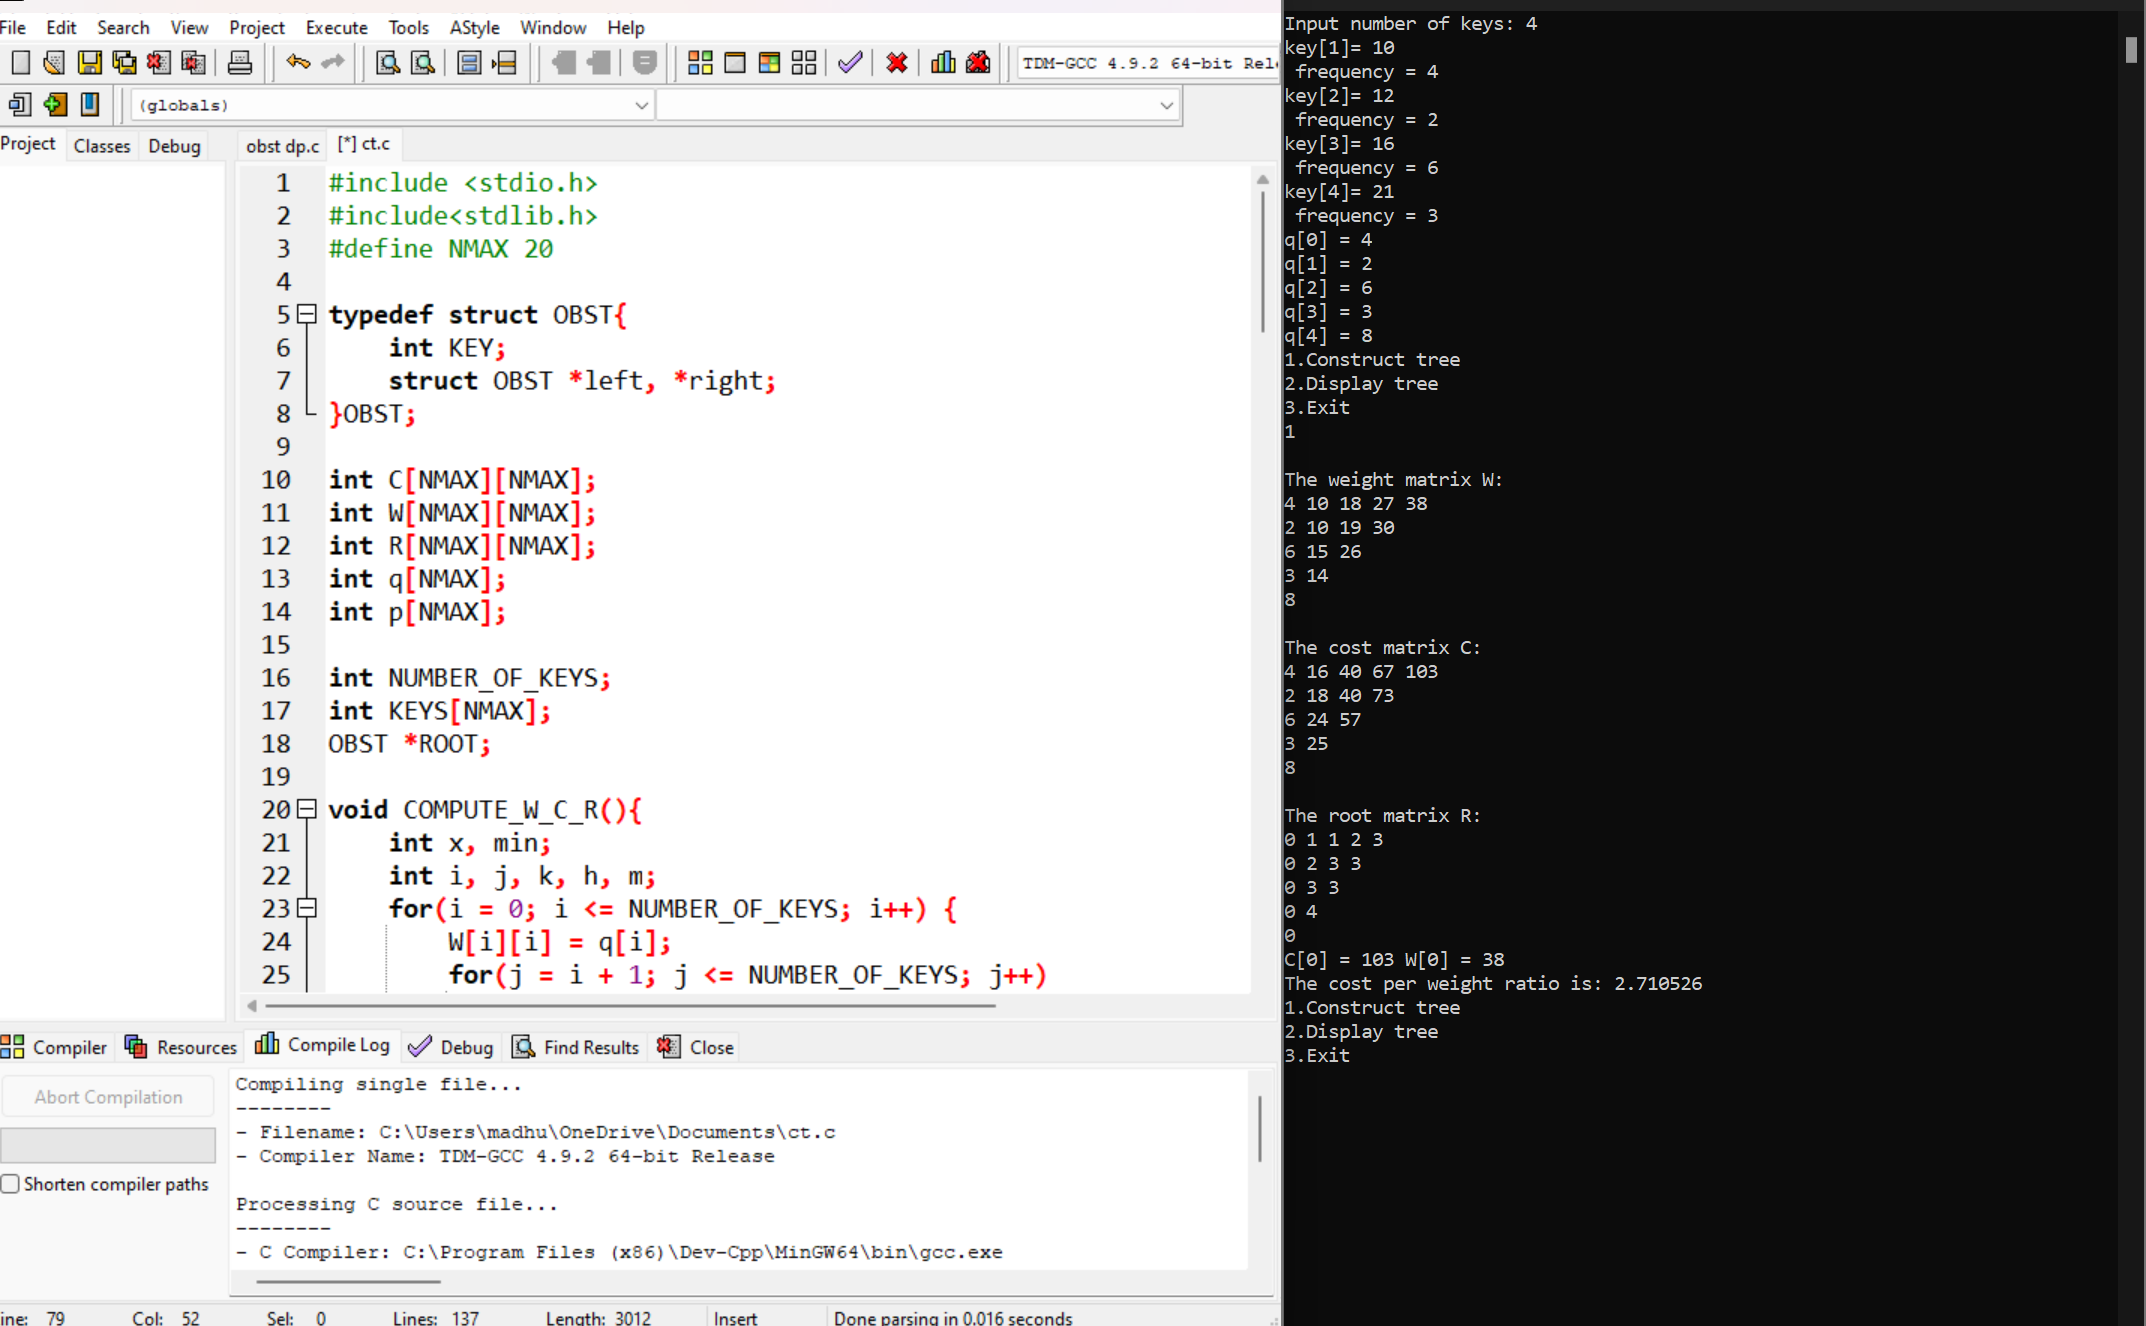 File Edit Search View Project Execute Tools AStyle Window Help
TDM-GCC 4.9.2 64-bit Rel
(globals)
Project Classes Debug
obst dp.c [*] ct.c
1 #include <stdio.h>
2 #include<stdlib.h>
3 #define NMAX 20
4
5 typedef struct OBST{
6 int KEY;
7 struct OBST *left, *right;
8 }OBST;
9
10 int C[NMAX][NMAX];
11 int W[NMAX][NMAX];
12 int R[NMAX][NMAX];
13 int q[NMAX];
14 int p[NMAX];
15
16 int NUMBER_OF_KEYS;
17 int KEYS[NMAX];
18 OBST *ROOT;
19
20 void COMPUTE_W_C_R(){
21 int x, min;
22 int i, j, k, h, m;
23 for(i = 0; i <= NUMBER_OF_KEYS; i++) {
24 W[i][i] = q[i];
25 for(j = i + 1; j <= NUMBER_OF_KEYS; j++)
Compiler Resources Compile Log Debug Find Results Close
Abort Compilation
Shorten compiler paths
Compiling single file...
--------
- Filename: C:\Users\madhu\OneDrive\Documents\ct.c
- Compiler Name: TDM-GCC 4.9.2 64-bit Release
Processing C source file...
--------
- C Compiler: C:\Program Files (x86)\Dev-Cpp\MinGW64\bin\gcc.exe
ine: 79 Col: 52 Sel: 0 Lines: 137 Length: 3012 Insert Done parsing in 0.016 seconds
Input number of keys: 4
key[1]= 10
frequency = 4
key[2]= 12
frequency = 2
key[3]= 16
frequency = 6
key[4]= 21
frequency = 3
q[0] = 4
q[1] = 2
q[2] = 6
q[3] = 3
q[4] = 8
1.Construct tree
2.Display tree
3.Exit
1
The weight matrix W:
4 10 18 27 38
2 10 19 30
6 15 26
3 14
8
The cost matrix C:
4 16 40 67 103
2 18 40 73
6 24 57
3 25
8
The root matrix R:
0 1 1 2 3
0 2 3 3
0 3 3
0 4
0
C[0] = 103 W[0] = 38
The cost per weight ratio is: 2.710526
1.Construct tree
2.Display tree
3.Exit